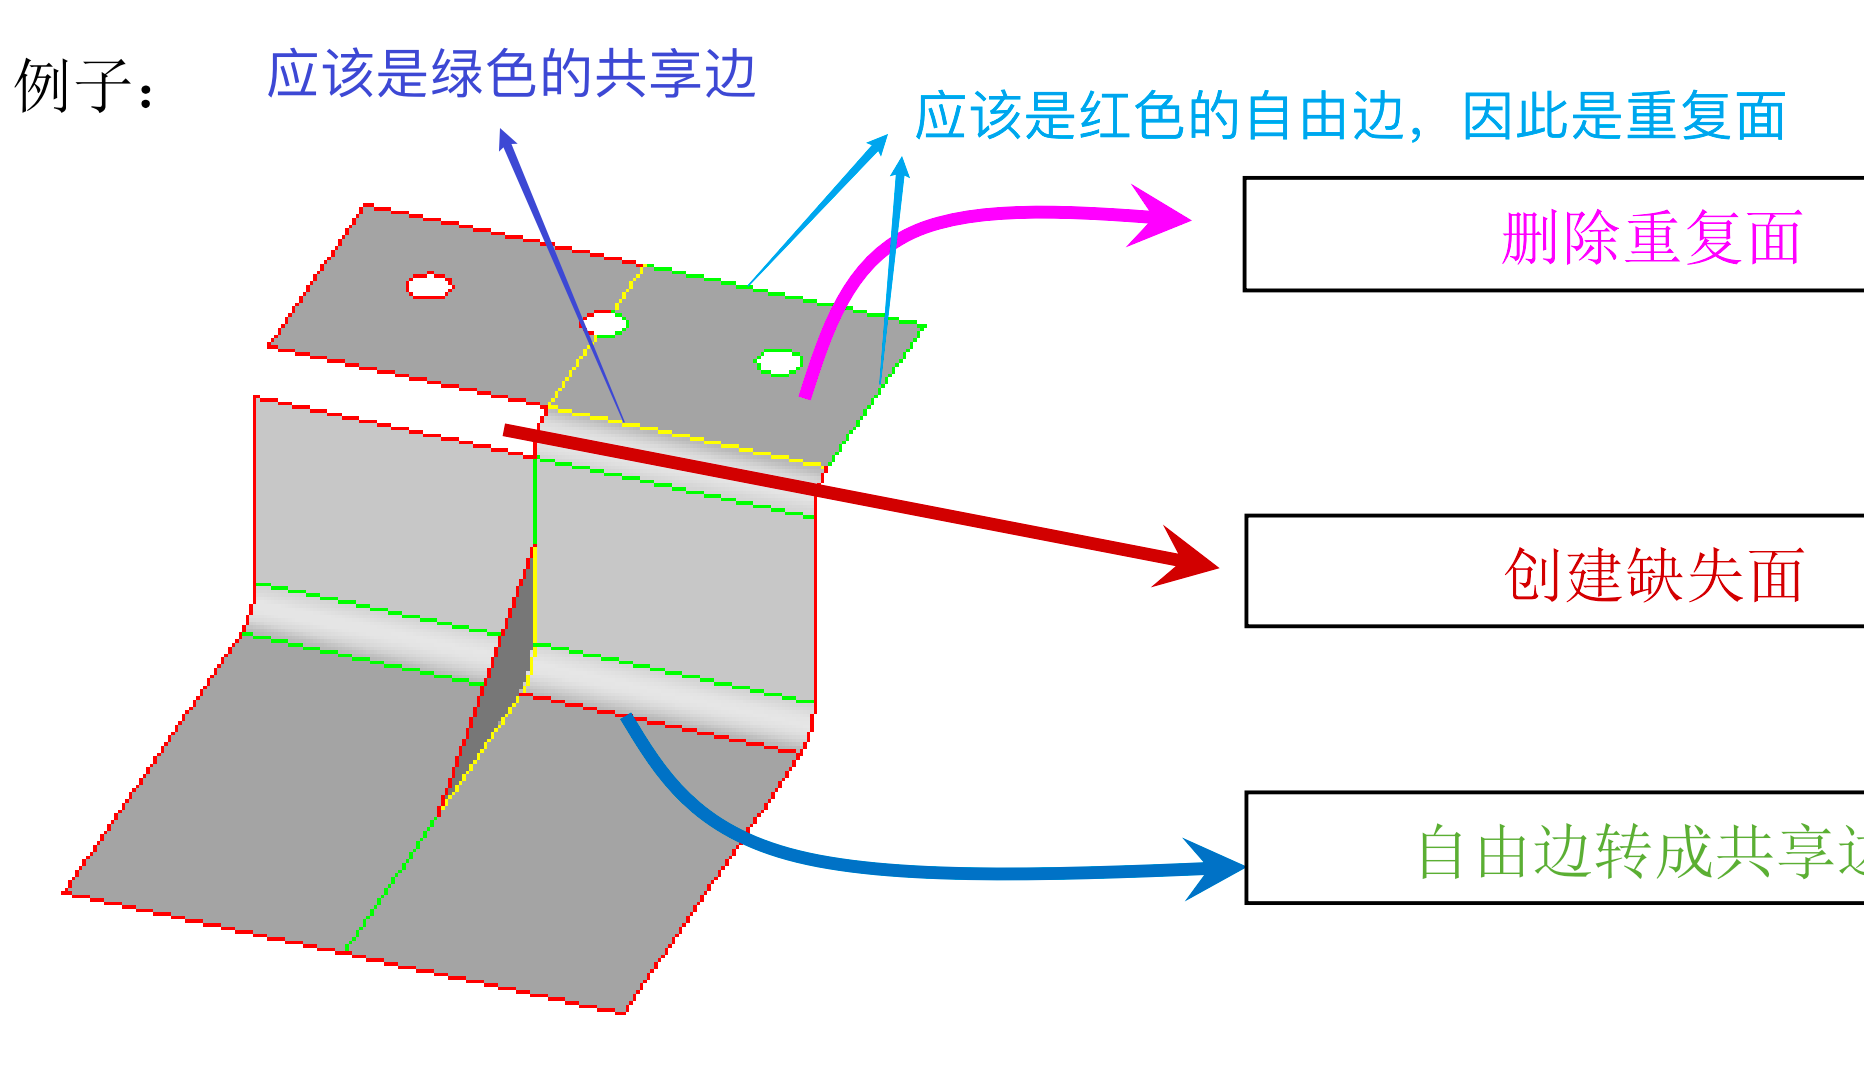 例子：
应该是绿色的共享边
应该是红色的自由边，因此是重复面
删除重复面
创建缺失面
自由边转成共享边